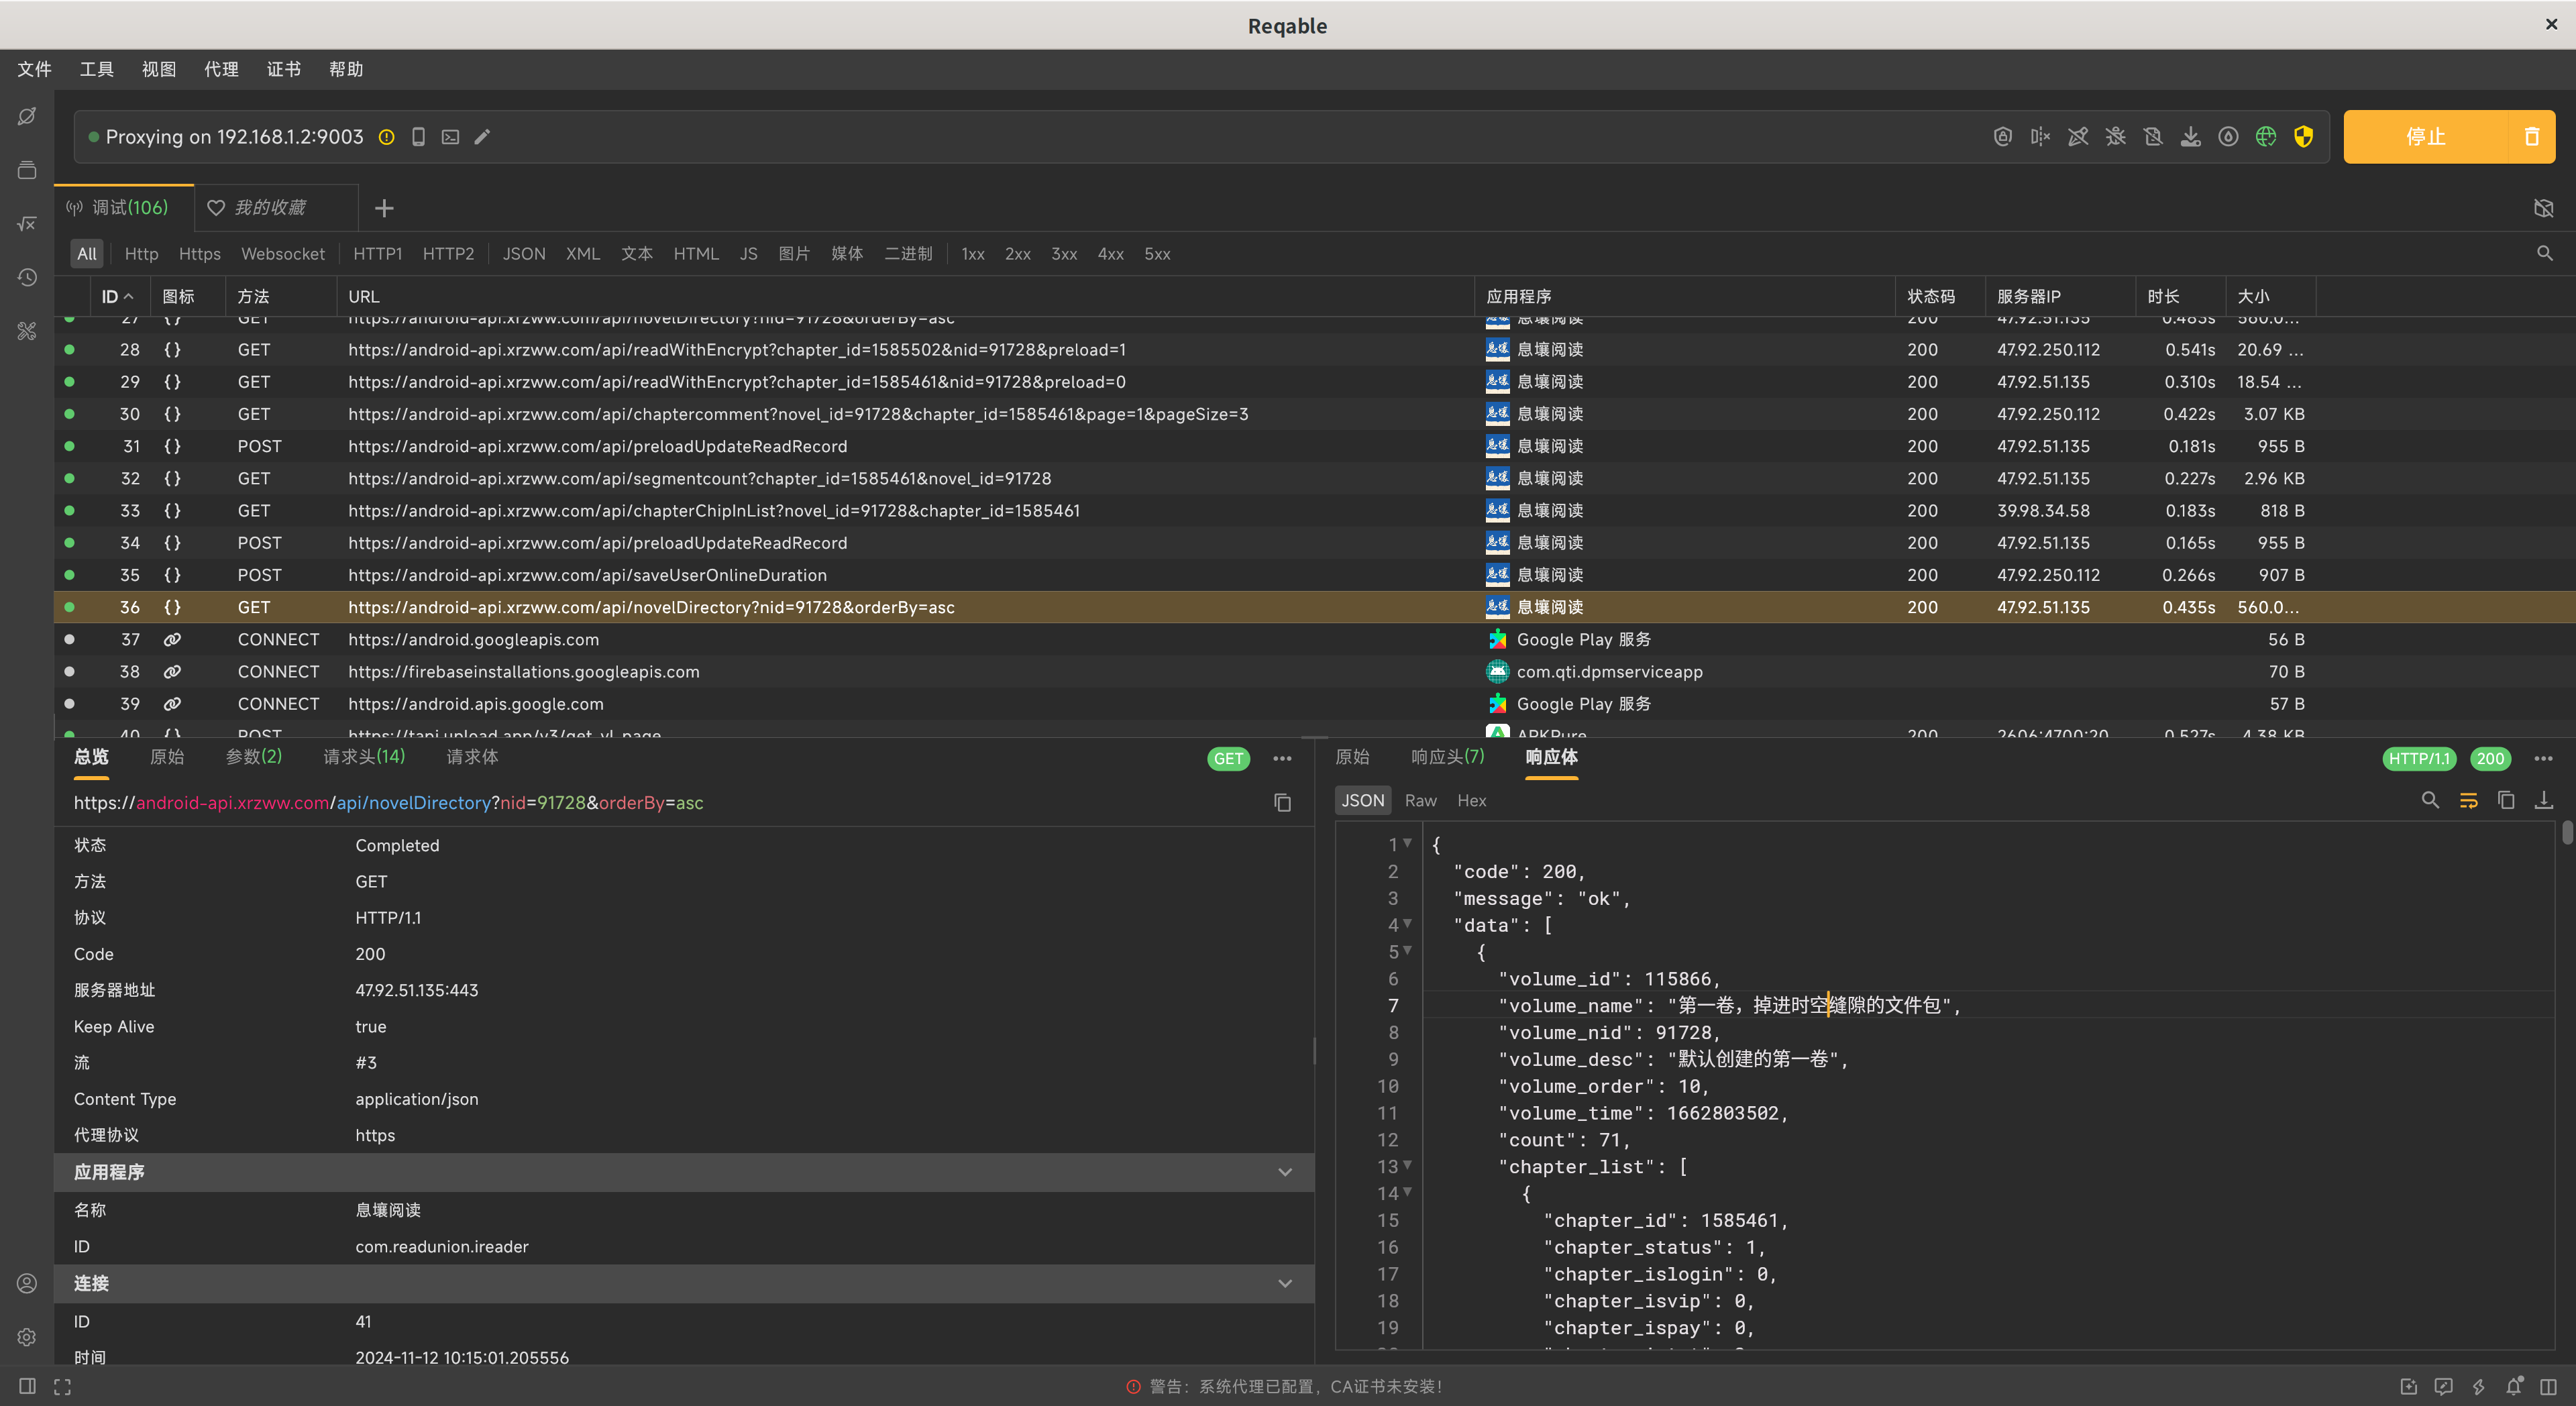 Reqable
文件 工具 视图 代理 证书 帮助
Proxying on 192.168.1.2:9003
停止
调试(106) 我的收藏
All Http Https Websocket HTTP1 HTTP2 JSON XML 文本 HTML JS 图片 媒体 二进制 1xx 2xx 3xx 4xx 5xx
ID 图标 方法 URL 应用程序 状态码 服务器IP 时长 大小
27 {} GET https://android-api.xrzww.com/api/novelDirectory?nid=91728&orderBy=asc 息壤阅读 200 47.92.51.135 0.483s 560.0...
28 {} GET https://android-api.xrzww.com/api/readWithEncrypt?chapter_id=1585502&nid=91728&preload=1 息壤阅读 200 47.92.250.112 0.541s 20.69 ...
29 {} GET https://android-api.xrzww.com/api/readWithEncrypt?chapter_id=1585461&nid=91728&preload=0 息壤阅读 200 47.92.51.135 0.310s 18.54 ...
30 {} GET https://android-api.xrzww.com/api/chaptercomment?novel_id=91728&chapter_id=1585461&page=1&pageSize=3 息壤阅读 200 47.92.250.112 0.422s 3.07 KB
31 {} POST https://android-api.xrzww.com/api/preloadUpdateReadRecord 息壤阅读 200 47.92.51.135 0.181s 955 B
32 {} GET https://android-api.xrzww.com/api/segmentcount?chapter_id=1585461&novel_id=91728 息壤阅读 200 47.92.51.135 0.227s 2.96 KB
33 {} GET https://android-api.xrzww.com/api/chapterChipInList?novel_id=91728&chapter_id=1585461 息壤阅读 200 39.98.34.58 0.183s 818 B
34 {} POST https://android-api.xrzww.com/api/preloadUpdateReadRecord 息壤阅读 200 47.92.51.135 0.165s 955 B
35 {} POST https://android-api.xrzww.com/api/saveUserOnlineDuration 息壤阅读 200 47.92.250.112 0.266s 907 B
36 {} GET https://android-api.xrzww.com/api/novelDirectory?nid=91728&orderBy=asc 息壤阅读 200 47.92.51.135 0.435s 560.0...
37 CONNECT https://android.googleapis.com Google Play 服务 56 B
38 CONNECT https://firebaseinstallations.googleapis.com com.qti.dpmserviceapp 70 B
39 CONNECT https://android.apis.google.com Google Play 服务 57 B
40 {} POST https://tapi.upload.app/v3/get_vl_page APKPure 200 2606:4700:20... 0.527s 4.38 KB
总览 原始 参数(2) 请求头(14) 请求体 GET
https://android-api.xrzww.com/api/novelDirectory?nid=91728&orderBy=asc
状态 Completed
方法 GET
协议 HTTP/1.1
Code 200
服务器地址 47.92.51.135:443
Keep Alive true
流 #3
Content Type application/json
代理协议 https
应用程序
名称 息壤阅读
ID com.readunion.ireader
连接
ID 41
时间 2024-11-12 10:15:01.205556
原始 响应头(7) 响应体 HTTP/1.1 200
JSON Raw Hex
1 {
2 "code": 200,
3 "message": "ok",
4 "data": [
5 {
6 "volume_id": 115866,
7 "volume_name": "第一卷，掉进时空缝隙的文件包",
8 "volume_nid": 91728,
9 "volume_desc": "默认创建的第一卷",
10 "volume_order": 10,
11 "volume_time": 1662803502,
12 "count": 71,
13 "chapter_list": [
14 {
15 "chapter_id": 1585461,
16 "chapter_status": 1,
17 "chapter_islogin": 0,
18 "chapter_isvip": 0,
19 "chapter_ispay": 0,
警告：系统代理已配置，CA证书未安装！